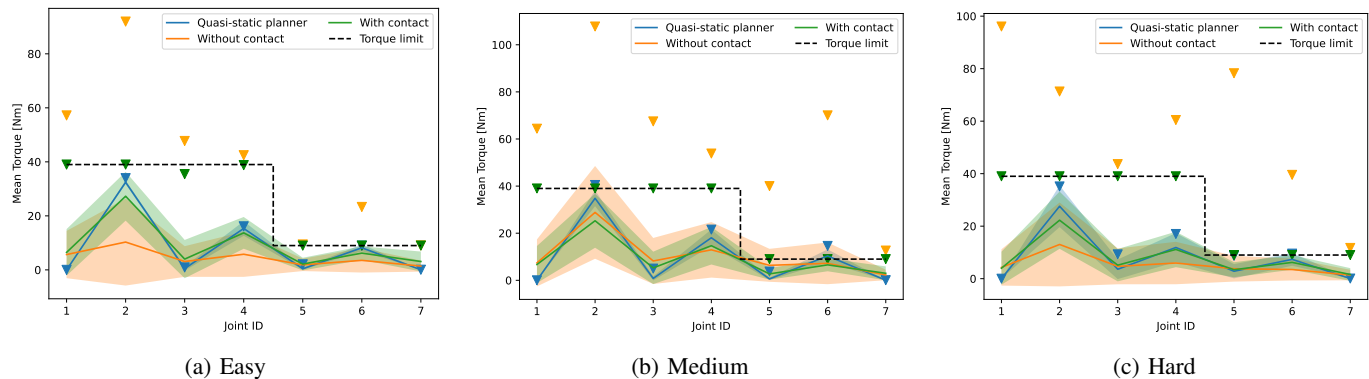 Mean Torque [Nm]
80
60
40
20
0
Quasi-static planner
Without contact
With contact
Torque limit
1 2 3 4 5 6 7
Joint ID
(a) Easy
Mean Torque [Nm]
100
80
60
40
20
0
Quasi-static planner
Without contact
With contact
Torque limit
1 2 3 4 5 6 7
Joint ID
(b) Medium
Mean Torque [Nm]
100
80
60
40
20
0
Quasi-static planner
Without contact
With contact
Torque limit
1 2 3 4 5 6 7
Joint ID
(c) Hard